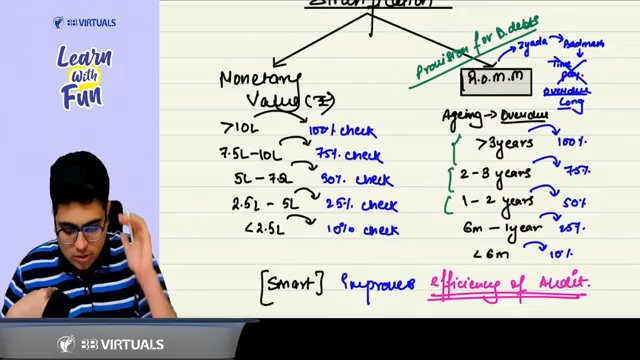 BB VIRTUALS
Learn
With
Fun
Stratification
Monetary
Value (₹)
>10L 100% check
7.5L-10L 75% check
5L-7.5L 50% check
2.5L-5L 25% check
<2.5L 10% check
Provision for B.debts
R.O.M.M
Zyada Badmash
Time
pass
overdue
Long
Ageing → Overdue
>3years 100%
2-3 years 75%
1-2 years 50%
6m-1year 25%
<6m 10%
[Smart] Improves efficiency of Audit.
BB VIRTUALS